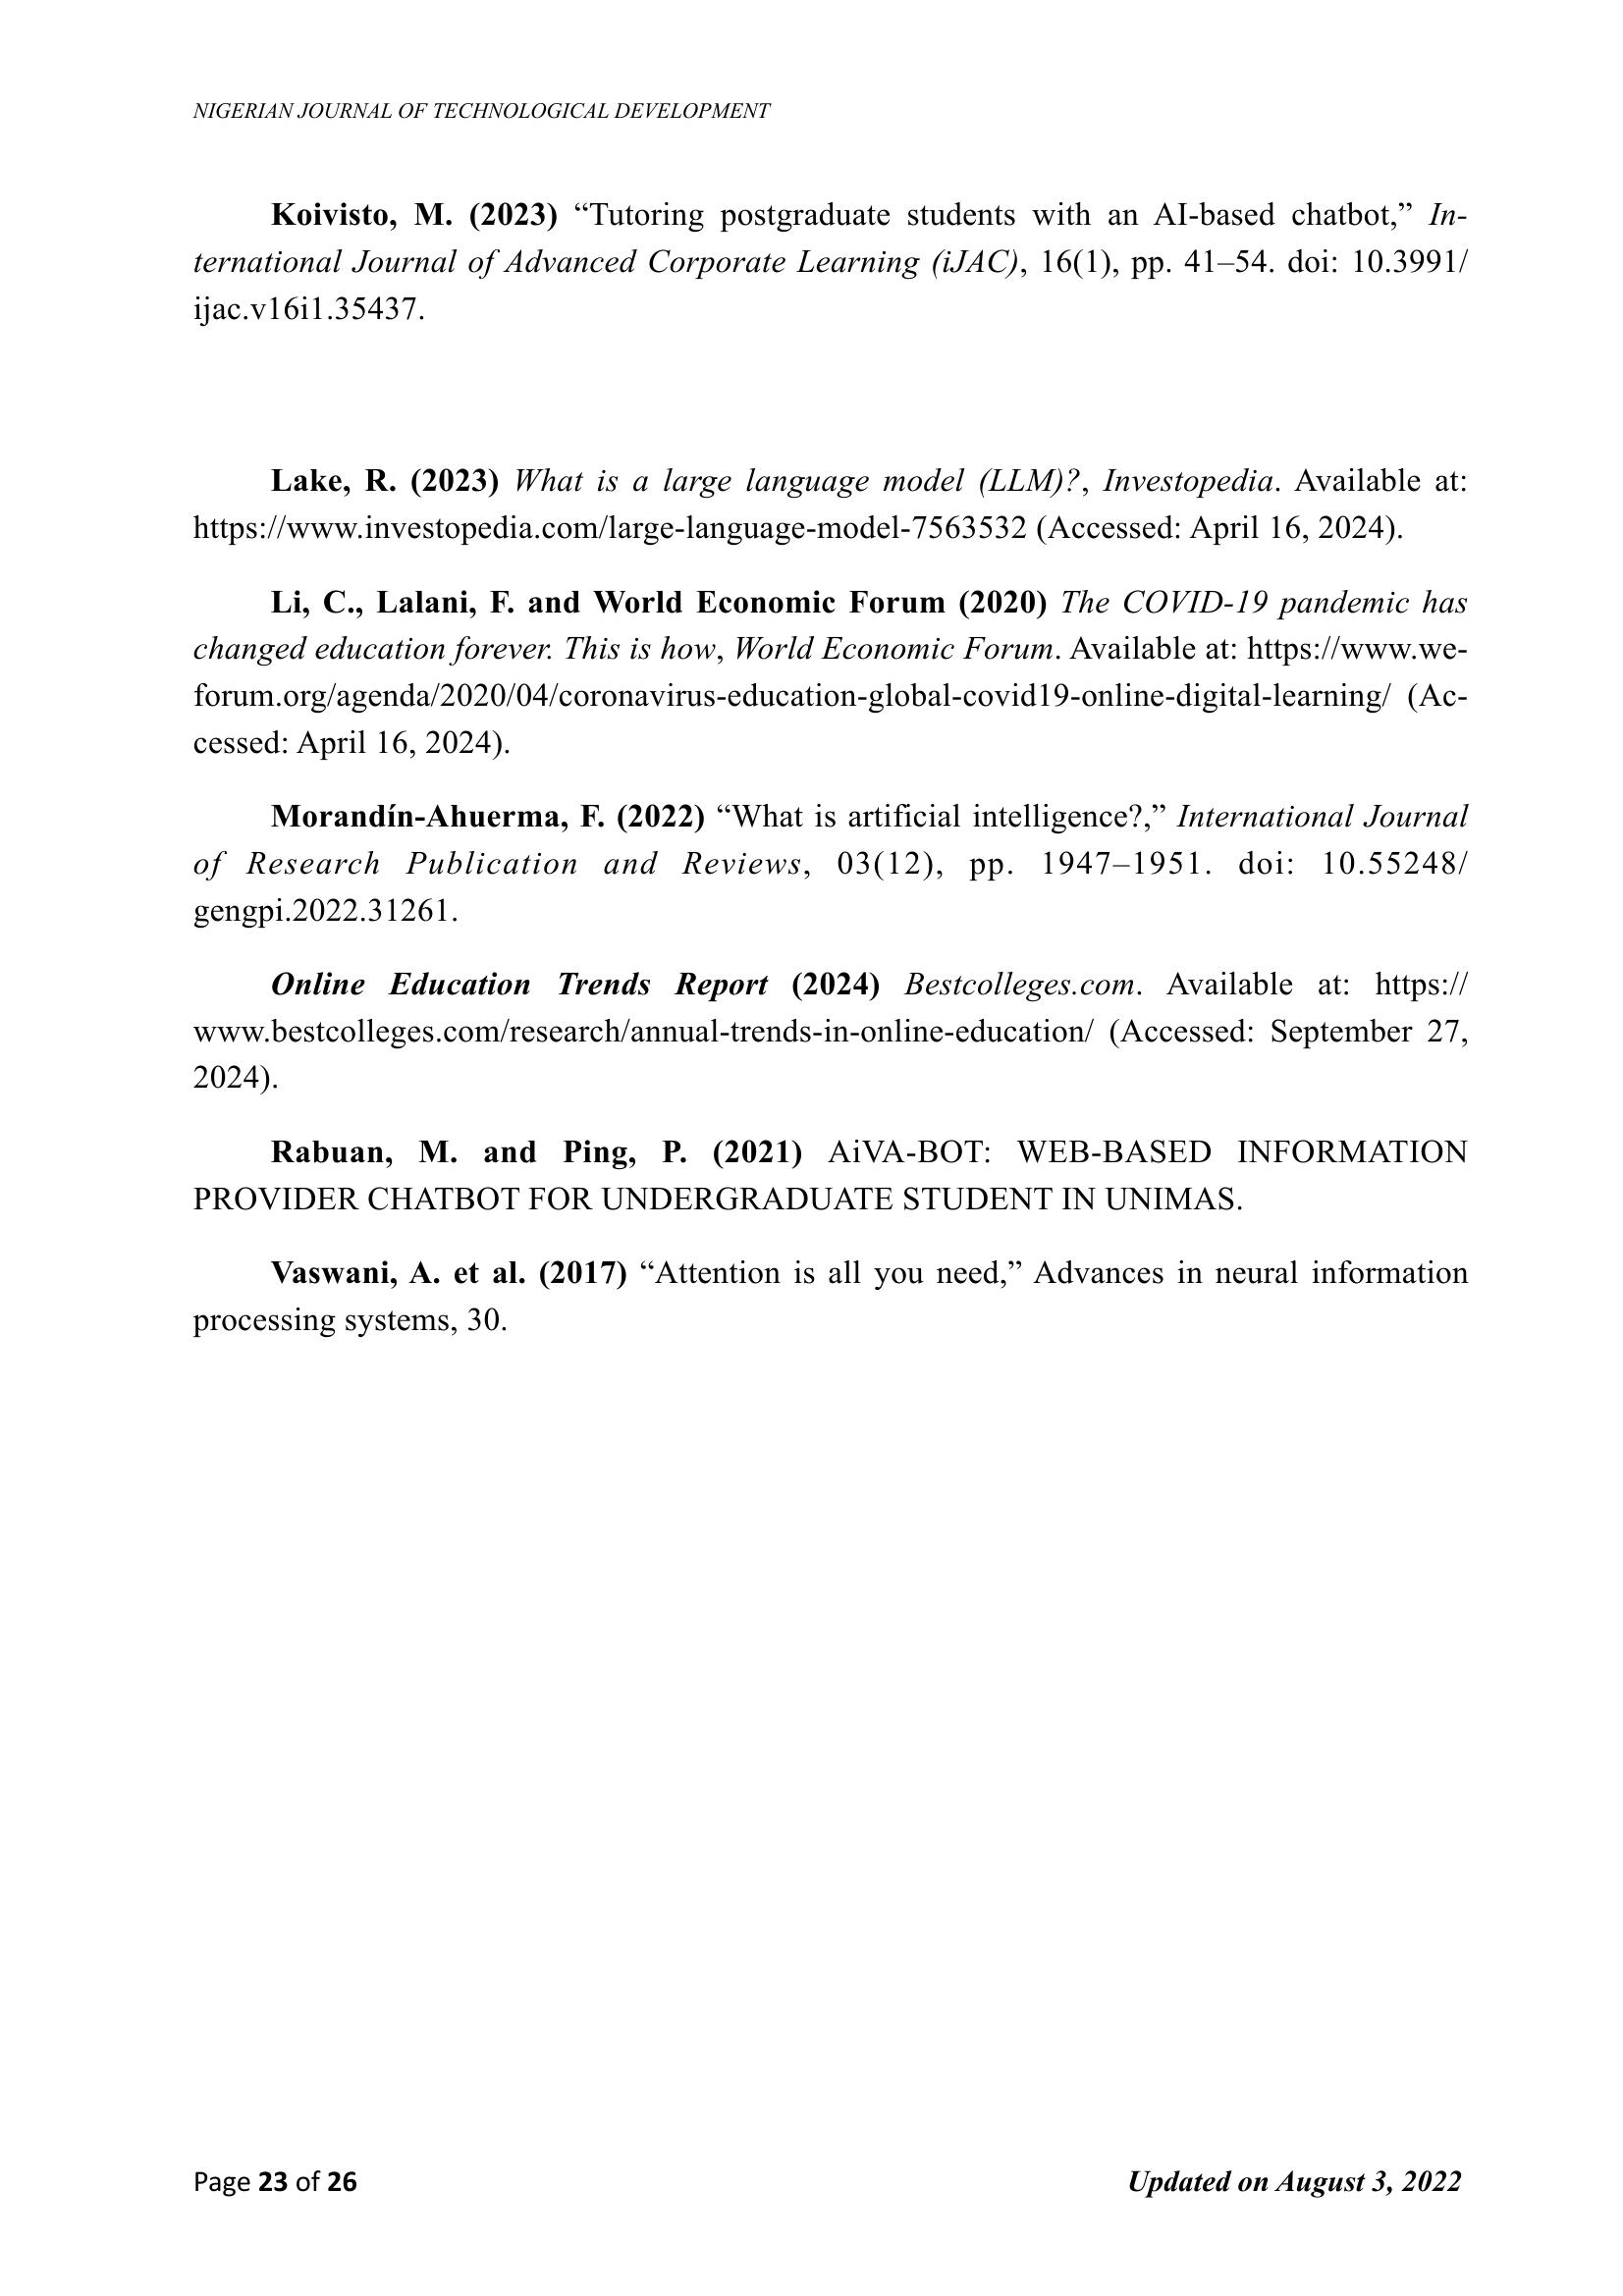 NIGERIAN JOURNAL OF TECHNOLOGICAL DEVELOPMENT
Koivisto, M. (2023) “Tutoring postgraduate students with an AI-based chatbot,” In-
ternational Journal of Advanced Corporate Learning (iJAC), 16(1), pp. 41–54. doi: 10.3991/
ijac.v16i1.35437.
Lake, R. (2023) What is a large language model (LLM)?, Investopedia. Available at:
https://www.investopedia.com/large-language-model-7563532 (Accessed: April 16, 2024).
Li, C., Lalani, F. and World Economic Forum (2020) The COVID-19 pandemic has
changed education forever. This is how, World Economic Forum. Available at: https://www.we-
forum.org/agenda/2020/04/coronavirus-education-global-covid19-online-digital-learning/ (Ac-
cessed: April 16, 2024).
Morandín-Ahuerma, F. (2022) “What is artificial intelligence?,” International Journal
of Research Publication and Reviews, 03(12), pp. 1947–1951. doi: 10.55248/
gengpi.2022.31261.
Online Education Trends Report (2024) Bestcolleges.com. Available at: https://
www.bestcolleges.com/research/annual-trends-in-online-education/ (Accessed: September 27,
2024).
Rabuan, M. and Ping, P. (2021) AiVA-BOT: WEB-BASED INFORMATION
PROVIDER CHATBOT FOR UNDERGRADUATE STUDENT IN UNIMAS.
Vaswani, A. et al. (2017) “Attention is all you need,” Advances in neural information
processing systems, 30.
Page 23 of 26
Updated on August 3, 2022